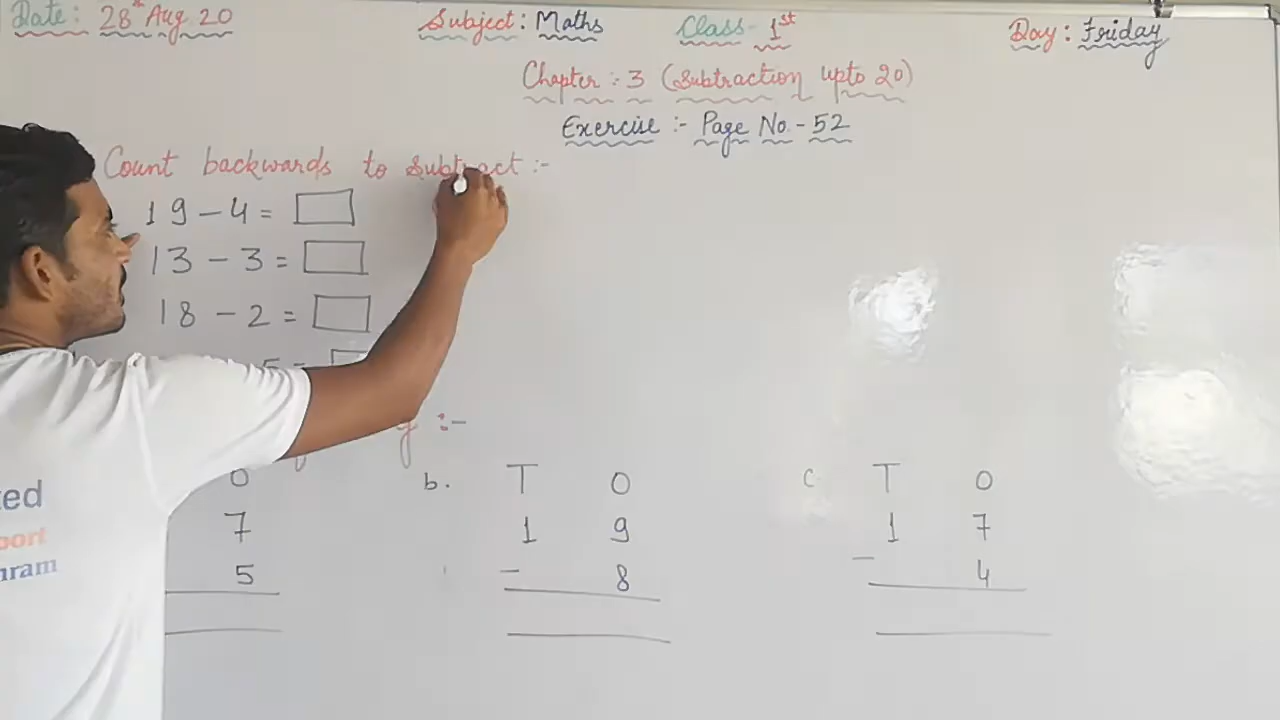 Date: 28th Aug 20 Subject: Maths Class- 1st Day: Friday
Chapter :- 3 (Subtraction upto 20)
Exercise :- Page No.- 52
Count backwards to Subtract :-
19 - 4 =
13 - 3 =
18 - 2 =
5 =
:-
O b. T O c. T O
7 1 9 1 7
5 - 8 - 4